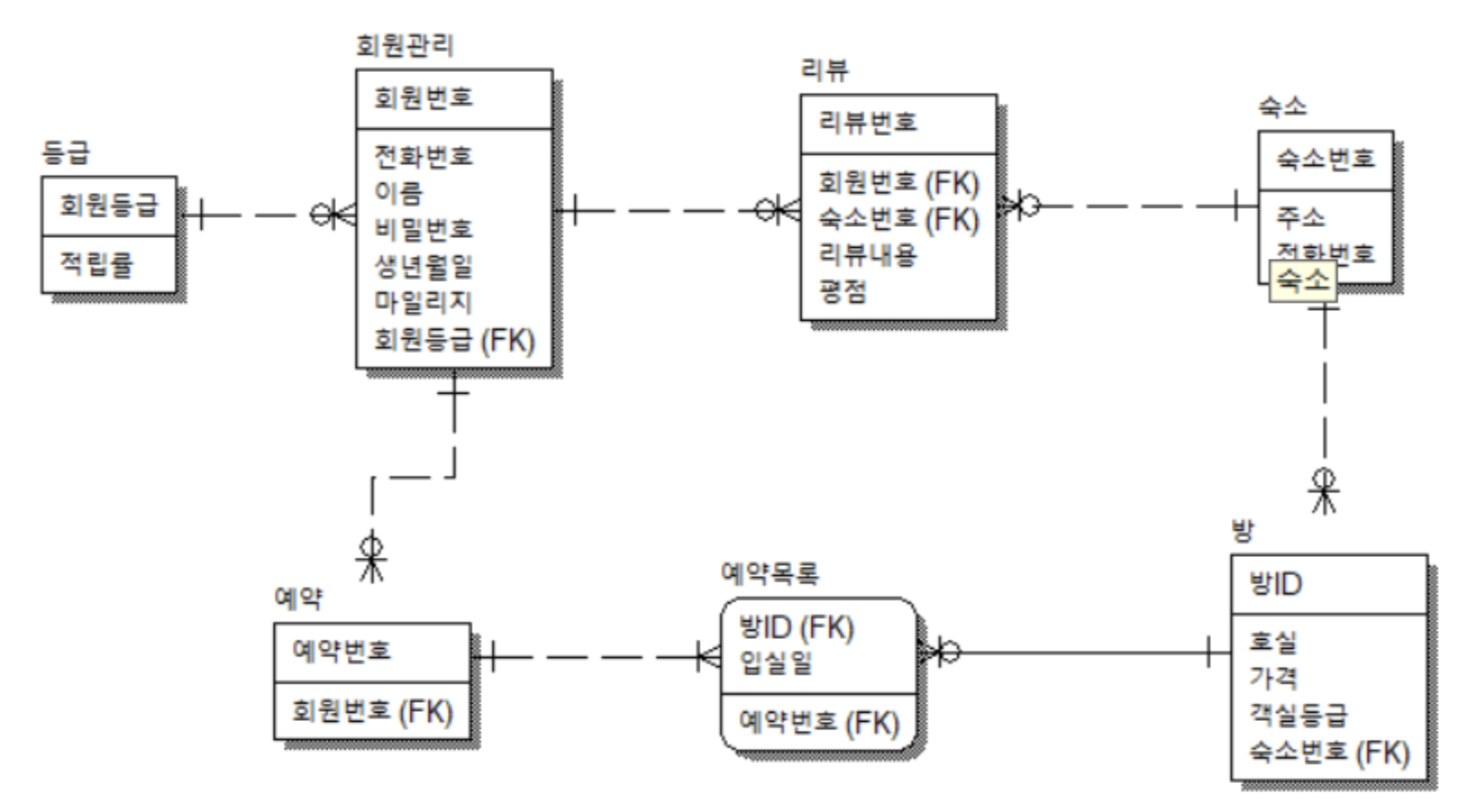 등급
회원등급
적립률
회원관리
회원번호
전화번호
이름
비밀번호
생년월일
마일리지
회원등급 (FK)
리뷰
리뷰번호
회원번호 (FK)
숙소번호 (FK)
리뷰내용
평점
숙소
숙소번호
주소
전화번호
숙소
예약
예약번호
회원번호 (FK)
예약목록
방ID (FK)
입실일
예약번호 (FK)
방
방ID
호실
가격
객실등급
숙소번호 (FK)